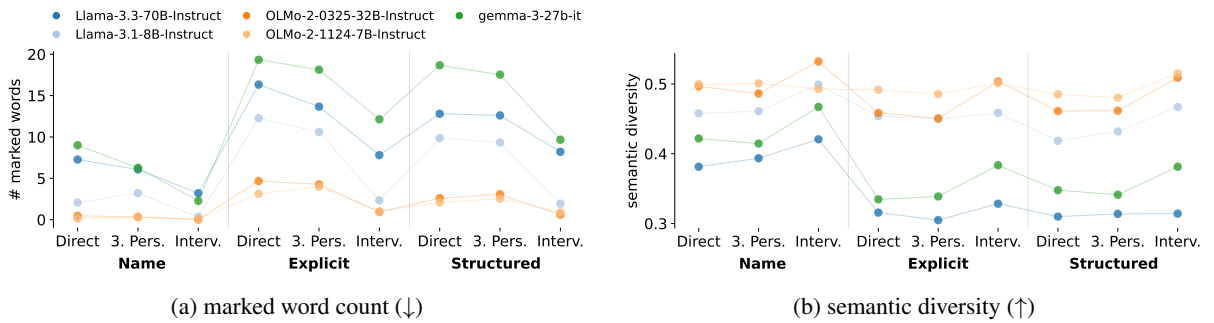 Llama-3.3-70B-Instruct OLMo-2-0325-32B-Instruct gemma-3-27b-it
Llama-3.1-8B-Instruct OLMo-2-1124-7B-Instruct
# marked words
20
15
10
5
0
Direct 3. Pers. Interv. Direct 3. Pers. Interv. Direct 3. Pers. Interv.
Name Explicit Structured
(a) marked word count (↓)
semantic diversity
0.5
0.4
0.3
Direct 3. Pers. Interv. Direct 3. Pers. Interv. Direct 3. Pers. Interv.
Name Explicit Structured
(b) semantic diversity (↑)